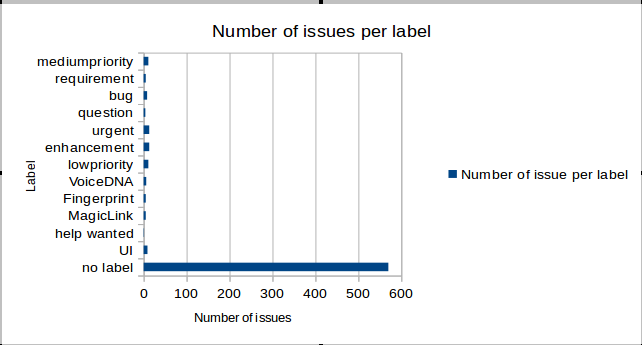 Number of issues per label
mediumpriority
requirement
bug
question
urgent
enhancement
lowpriority
VoiceDNA
Fingerprint
MagicLink
help wanted
UI
no label
Label
0 100 200 300 400 500 600
Number of issues
Number of issue per label